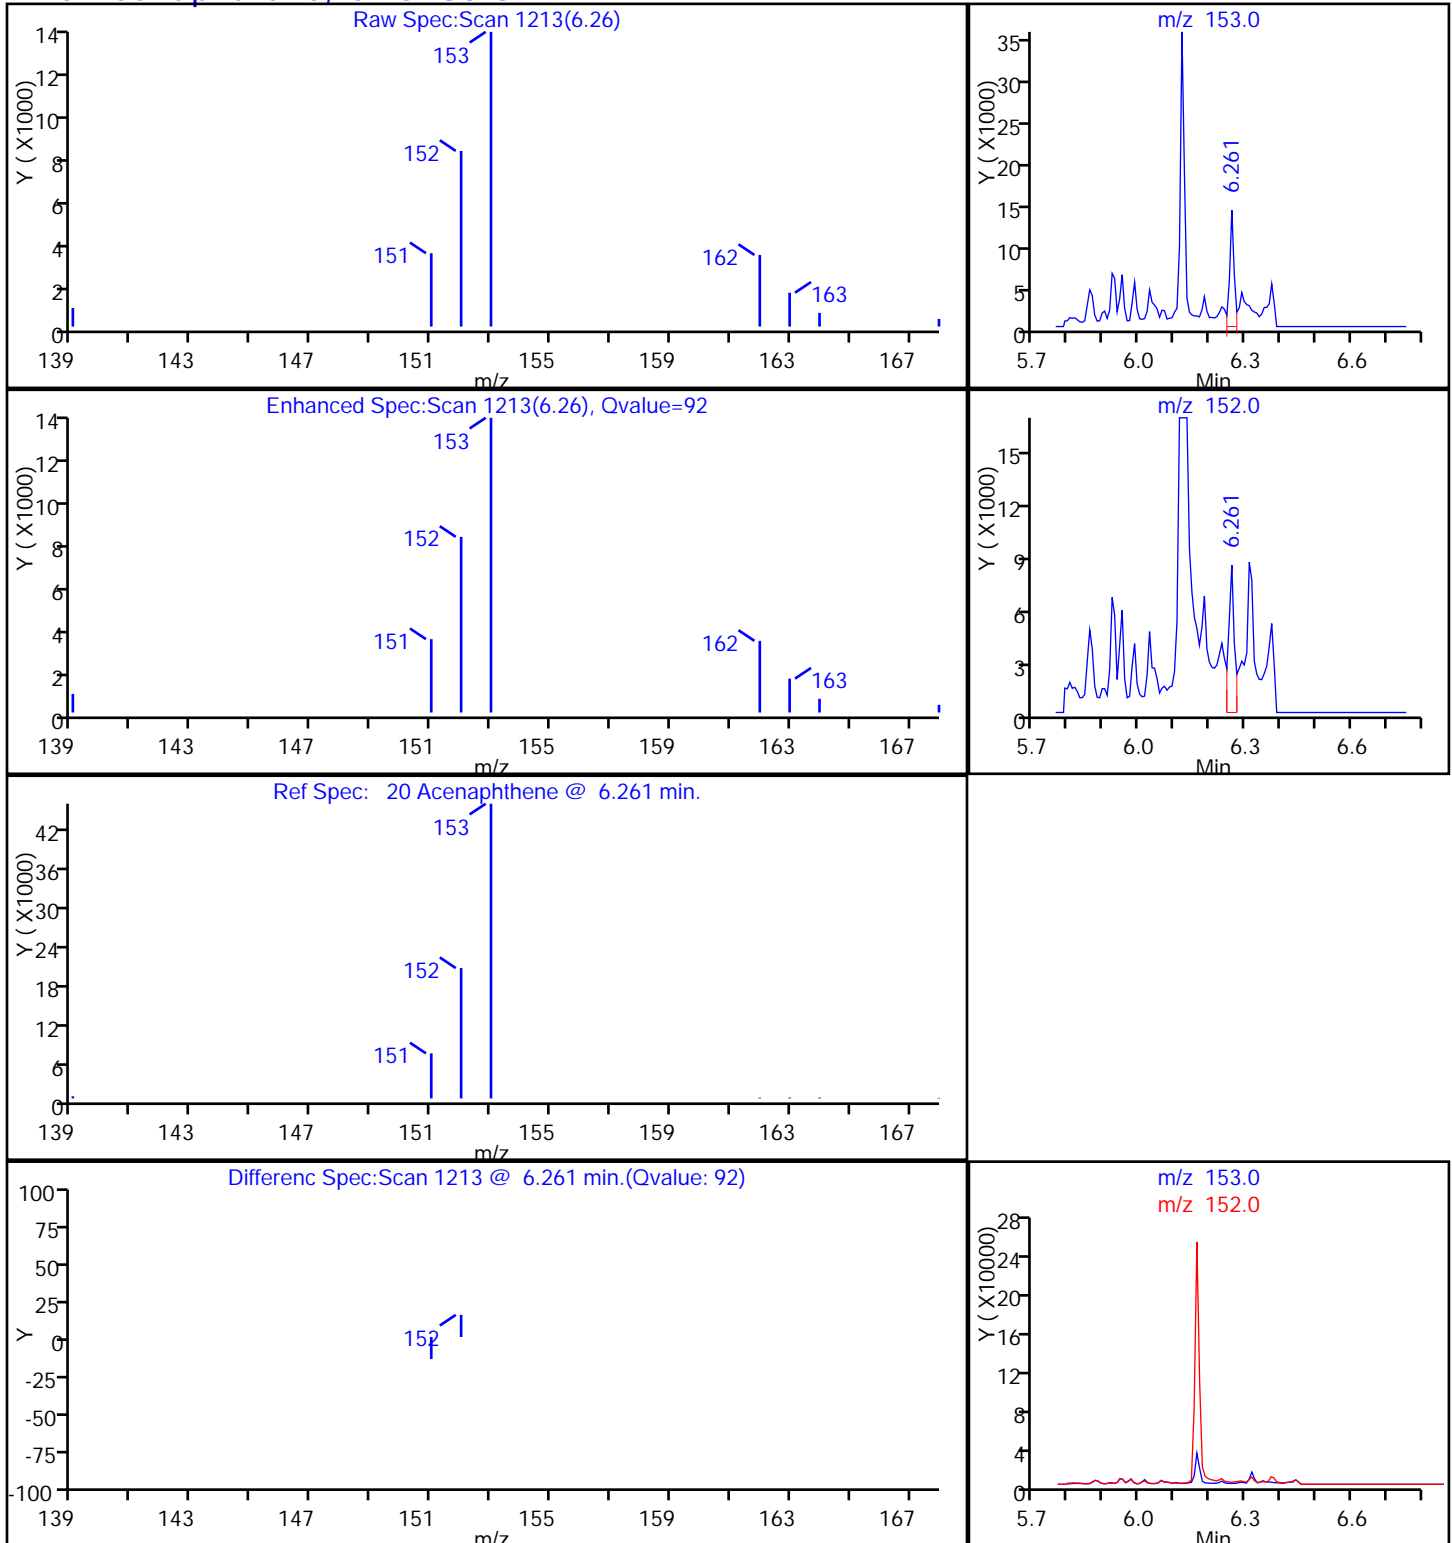 Raw Spec:Scan 1213(6.26)
Y ( X1000)
14
12
10
8
6
4
2
0
153
152
151
162
163
139 143 147 151 155 159 163 167
m/z
m/z 153.0
Y ( X1000)
35
30
25
20
15
10
5
0
6.261
5.7 6.0 6.3 6.6
Min
Enhanced Spec:Scan 1213(6.26), Qvalue=92
Y ( X1000)
14
12
10
8
6
4
2
0
153
152
151
162
163
139 143 147 151 155 159 163 167
m/z
m/z 152.0
Y ( X1000)
15
12
9
6
3
0
6.261
5.7 6.0 6.3 6.6
Min
Ref Spec: 20 Acenaphthene @ 6.261 min.
Y ( X1000)
42
36
30
24
18
12
6
0
153
152
151
139 143 147 151 155 159 163 167
m/z
Differenc Spec:Scan 1213 @ 6.261 min.(Qvalue: 92)
Y
100
75
50
25
0
-25
-50
-75
-100
152
139 143 147 151 155 159 163 167
m/z
m/z 153.0
m/z 152.0
Y ( X10000)
28
24
20
16
12
8
4
0
5.7 6.0 6.3 6.6
Min